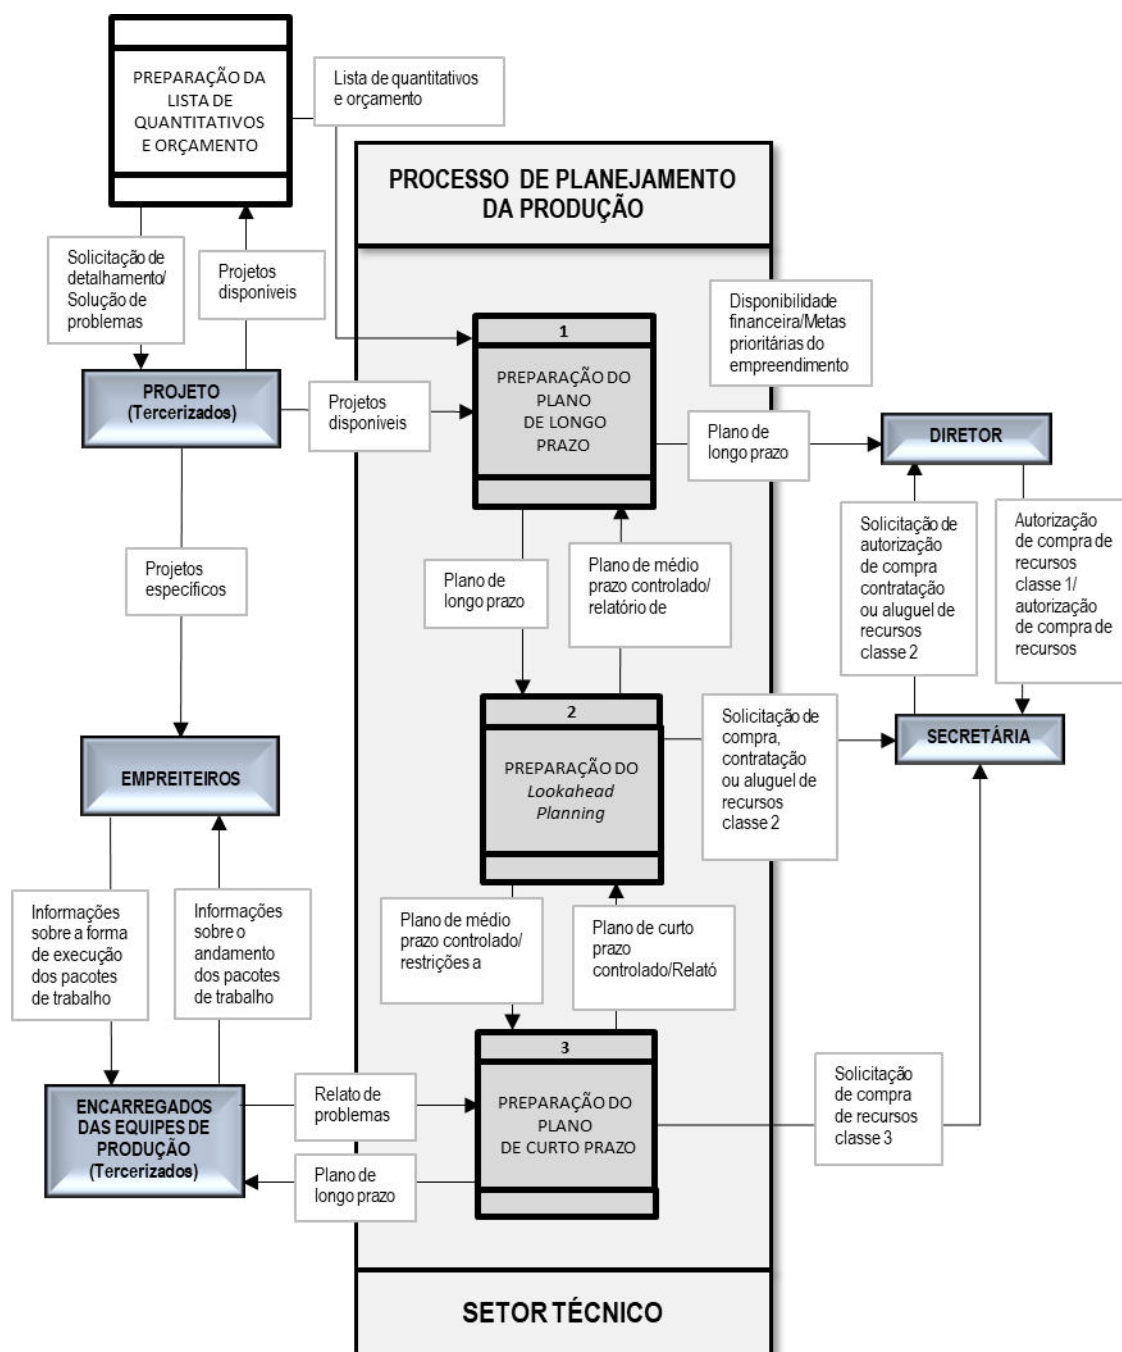 PREPARAÇÃO DA
LISTA DE
QUANTITATIVOS
E ORÇAMENTO
Lista de quantitativos
e orçamento
PROCESSO DE PLANEJAMENTO
DA PRODUÇÃO
Solicitação de
detalhamento/
Solução de
problemas
Projetos
disponíveis
Disponibilidade
financeira/Metas
prioritárias do
empreendimento
1
PREPARAÇÃO DO
PLANO
DE LONGO
PRAZO
PROJETO
(Tercerizados)
Projetos
disponíveis
Plano de
longo prazo
DIRETOR
Solicitação de
autorização
de compra
contratação
ou aluguel de
recursos
classe 2
Autorização
de compra de
recursos
classe 1/
autorização
de compra de
recursos
Projetos
específicos
Plano de
longo prazo
Plano de médio
prazo controlado/
relatório de
2
PREPARAÇÃO DO
Lookahead
Planning
Solicitação de
compra,
contratação
ou aluguel de
recursos
classe 2
SECRETÁRIA
EMPREITEIROS
Informações
sobre a forma
de execução
dos pacotes
de trabalho
Informações
sobre o
andamento
dos pacotes
de trabalho
Plano de médio
prazo controlado/
restrições a
Plano de curto
prazo
controlado/Relató
3
PREPARAÇÃO DO
PLANO
DE CURTO PRAZO
Solicitação
de compra
de recursos
classe 3
ENCARREGADOS
DAS EQUIPES DE
PRODUÇÃO
(Tercerizados)
Relato de
problemas
Plano de
longo prazo
SETOR TÉCNICO